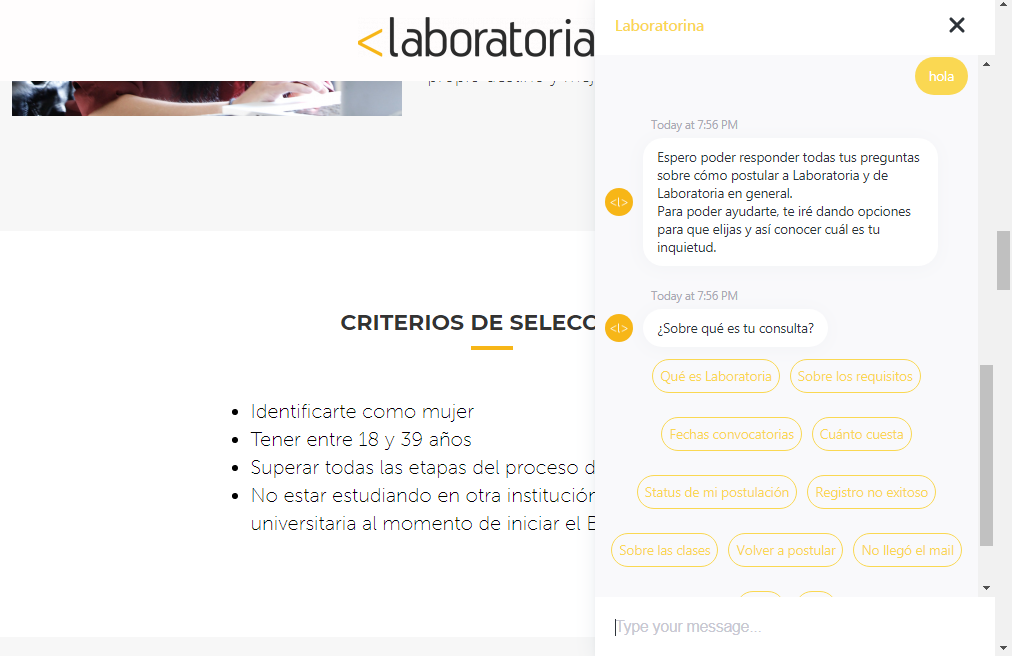 <laboratoria
CRITERIOS DE SELECC
Identificarte como mujer
Tener entre 18 y 39 años
Superar todas las etapas del proceso d
No estar estudiando en otra institución
universitaria al momento de iniciar el B
Laboratorina
hola
Today at 7:56 PM
Espero poder responder todas tus preguntas
sobre cómo postular a Laboratoria y de
Laboratoria en general.
Para poder ayudarte, te iré dando opciones
para que elijas y así conocer cuál es tu
inquietud.
<l>
Today at 7:56 PM
¿Sobre qué es tu consulta?
<l>
Qué es Laboratoria
Sobre los requisitos
Fechas convocatorias
Cuánto cuesta
Status de mi postulación
Registro no exitoso
Sobre las clases
Volver a postular
No llegó el mail
Type your message...